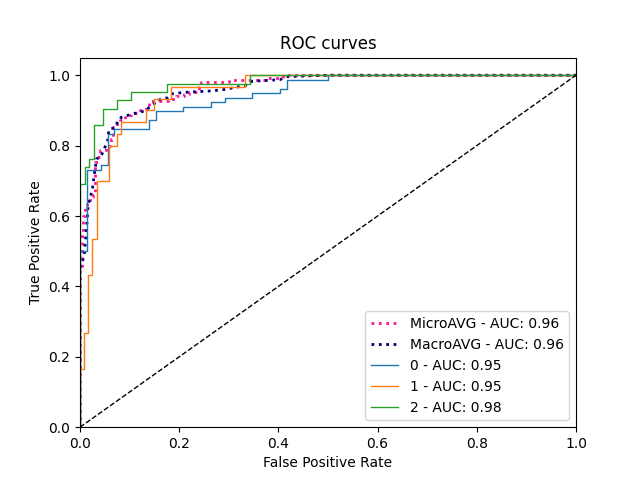 ROC curves
True Positive Rate
1.0
0.8
0.6
0.4
0.2
0.0
0.0 0.2 0.4 0.6 0.8 1.0
False Positive Rate
MicroAVG - AUC: 0.96
MacroAVG - AUC: 0.96
0 - AUC: 0.95
1 - AUC: 0.95
2 - AUC: 0.98